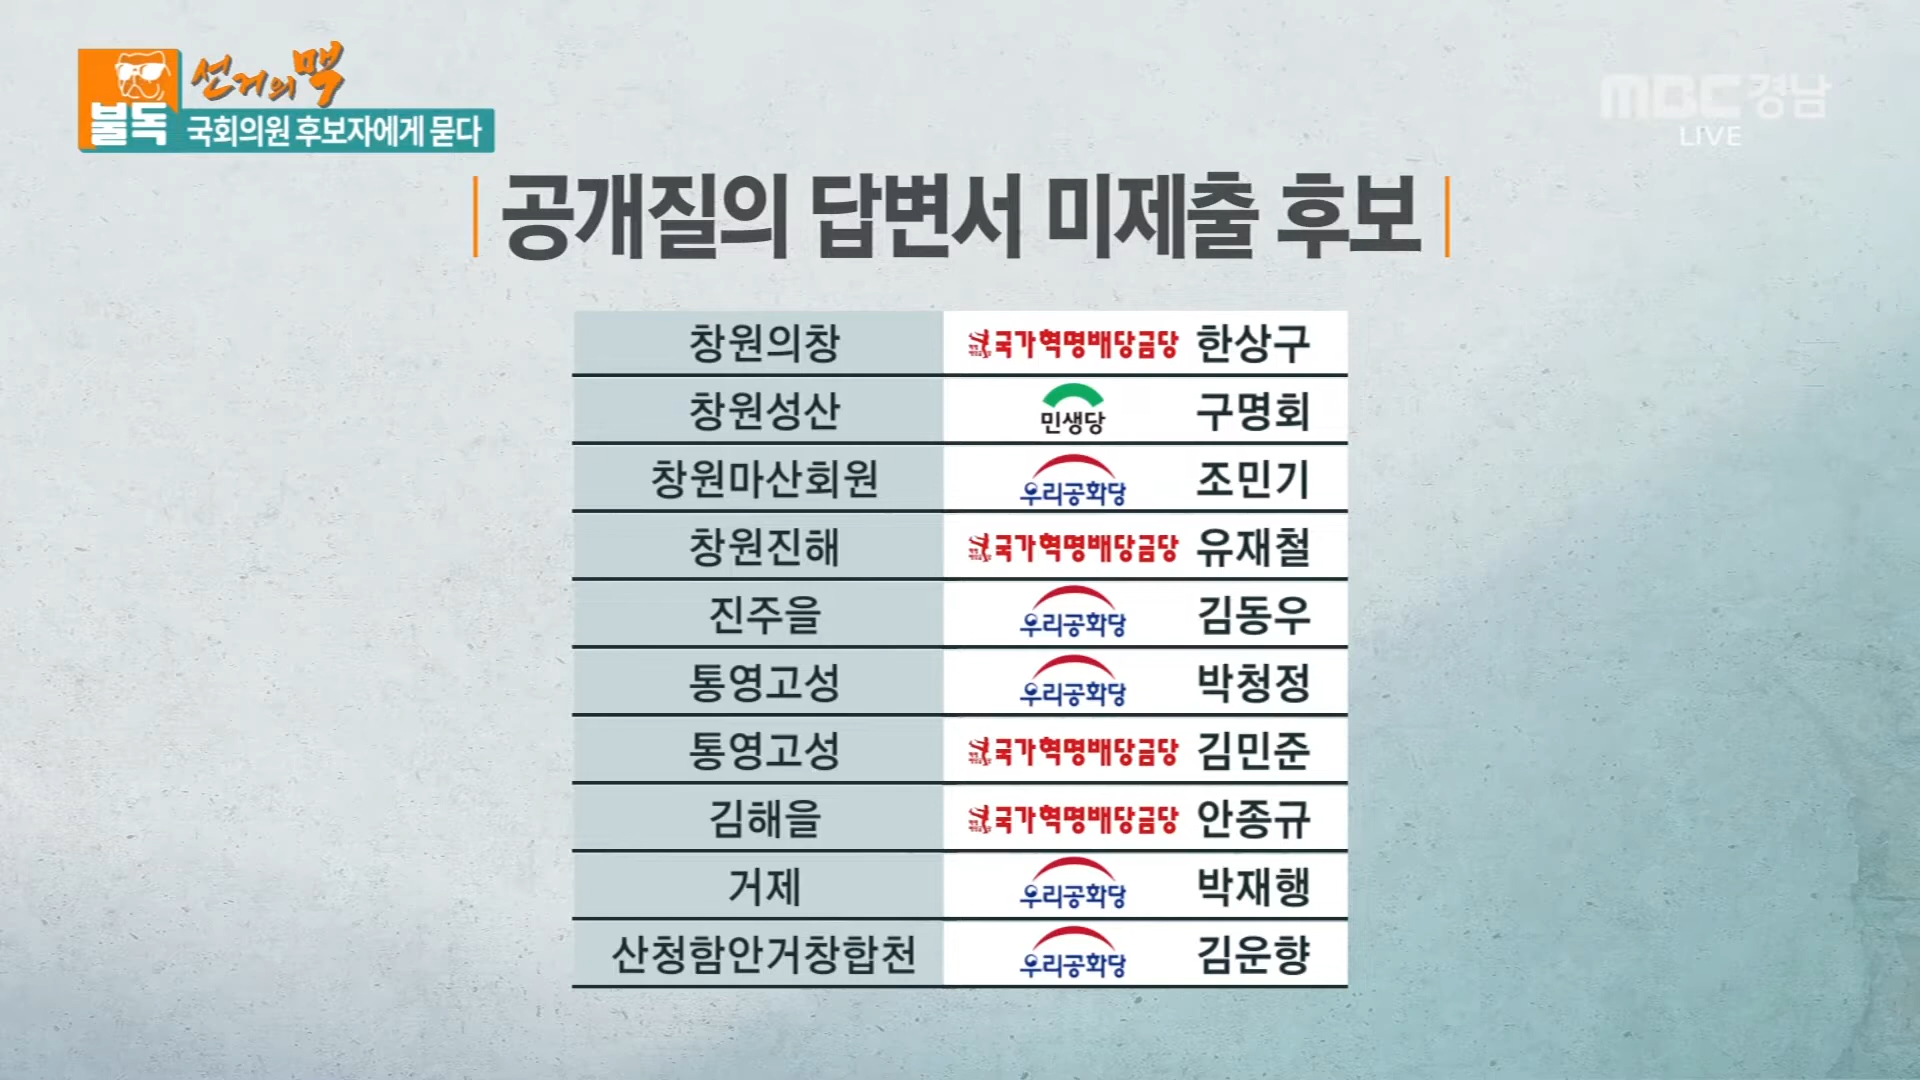 선거의 맥
불독
국회의원 후보자에게 묻다
MBC경남
LIVE
공개질의 답변서 미제출 후보
창원의창 국가혁명배당금당 한상구
창원성산 민생당 구명회
창원마산회원 우리공화당 조민기
창원진해 국가혁명배당금당 유재철
진주을 우리공화당 김동우
통영고성 우리공화당 박청정
통영고성 국가혁명배당금당 김민준
김해을 국가혁명배당금당 안종규
거제 우리공화당 박재행
산청함안거창합천 우리공화당 김운향